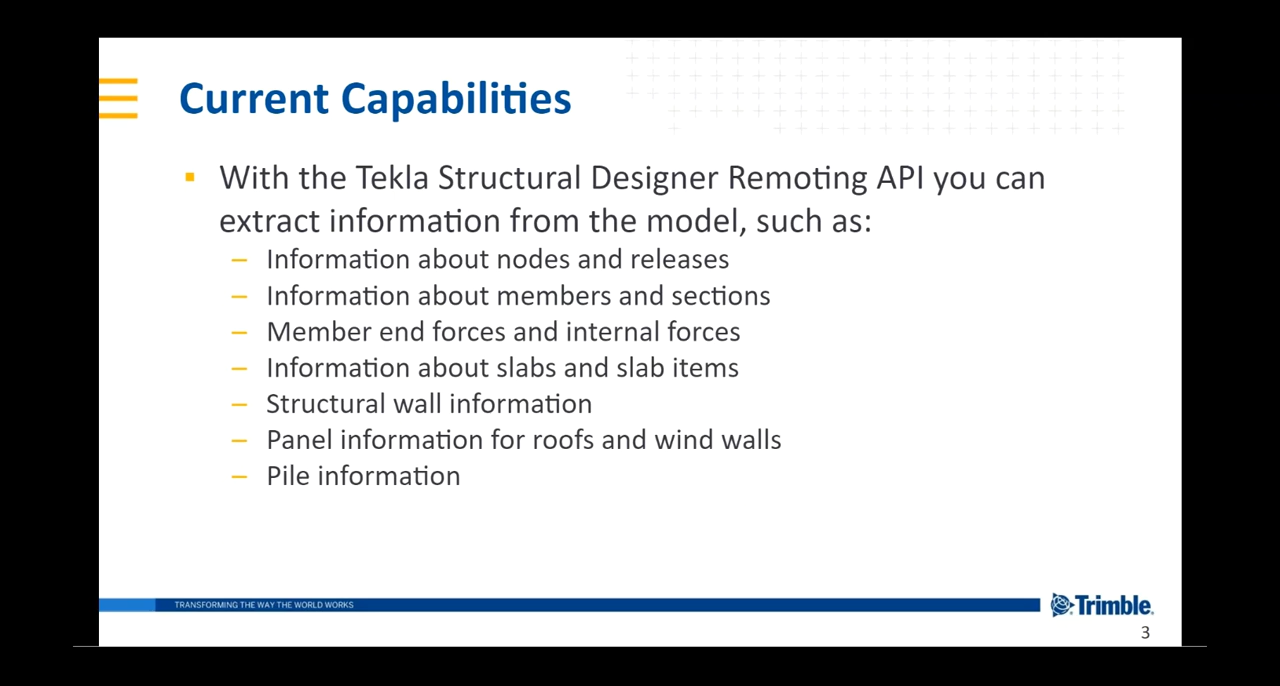 Current Capabilities
▪ With the Tekla Structural Designer Remoting API you can
extract information from the model, such as:
– Information about nodes and releases
– Information about members and sections
– Member end forces and internal forces
– Information about slabs and slab items
– Structural wall information
– Panel information for roofs and wind walls
– Pile information
TRANSFORMING THE WAY THE WORLD WORKS
Trimble
3